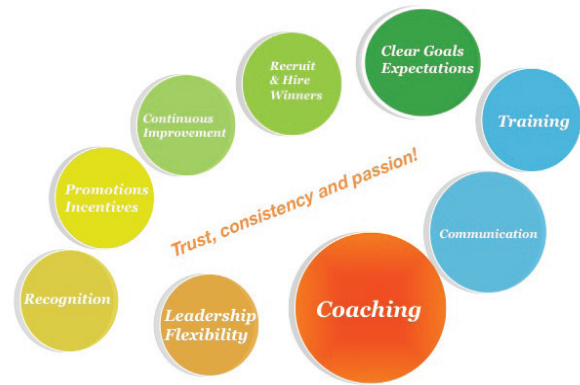 Clear Goals
Expectations
Recruit
& Hire
Winners
Continuous
Improvement
Training
Promotions
Incentives
Trust, consistency and passion!
Communication
Recognition
Leadership
Flexibility
Coaching